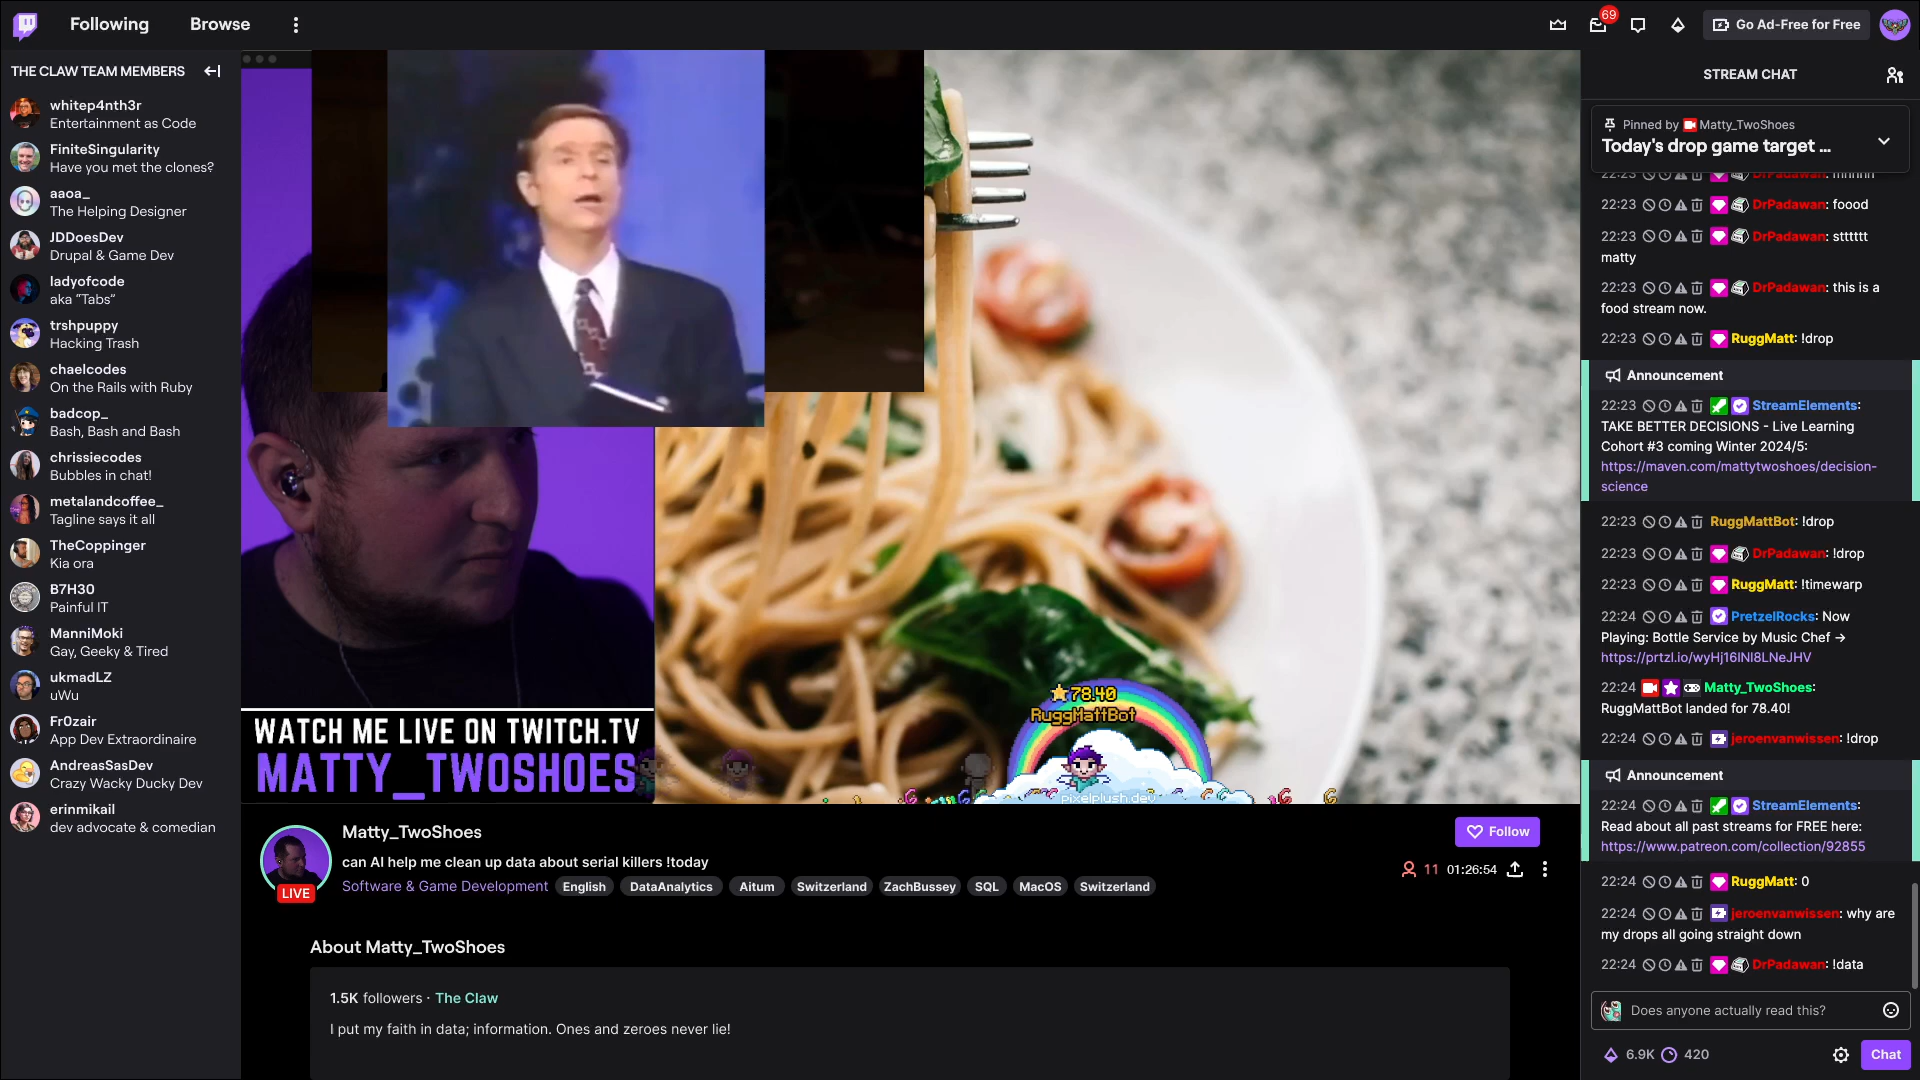 Following
Browse
69
Go Ad-Free for Free
THE CLAW TEAM MEMBERS
whitep4nth3r
Entertainment as Code
FiniteSingularity
Have you met the clones?
aaoa_
The Helping Designer
JDDoesDev
Drupal & Game Dev
ladyofcode
aka "Tabs"
trshpuppy
Hacking Trash
chaelcodes
On the Rails with Ruby
badcop_
Bash, Bash and Bash
chrissiecodes
Bubbles in chat!
metalandcoffee_
Tagline says it all
TheCoppinger
Kia ora
B7H30
Painful IT
ManniMoki
Gay, Geeky & Tired
ukmadLZ
uWu
Fr0zair
App Dev Extraordinaire
AndreasSasDev
Crazy Wacky Ducky Dev
erinmikail
dev advocate & comedian
WATCH ME LIVE ON TWITCH.TV
MATTY_TWOSHOES
78.40
RuggMattBot
pixelplush.dev
Matty_TwoShoes
can AI help me clean up data about serial killers !today
Software & Game Development English DataAnalytics Aitum Switzerland ZachBussey SQL MacOS Switzerland
LIVE
Follow
11 01:26:54
About Matty_TwoShoes
1.5K followers · The Claw
I put my faith in data; information. Ones and zeroes never lie!
STREAM CHAT
Pinned by Matty_TwoShoes
Today's drop game target ...
22:23 DrPadawan: mhhhh
22:23 DrPadawan: foood
22:23 DrPadawan: stttttt
matty
22:23 DrPadawan: this is a
food stream now.
22:23 RuggMatt: !drop
Announcement
22:23 StreamElements:
TAKE BETTER DECISIONS - Live Learning
Cohort #3 coming Winter 2024/5:
https://maven.com/mattytwoshoes/decision-
science
22:23 RuggMattBot: !drop
22:23 DrPadawan: !drop
22:23 RuggMatt: !timewarp
22:24 PretzelRocks: Now
Playing: Bottle Service by Music Chef ->
https://prtzl.io/wyHj16INl8LNeJHV
22:24 Matty_TwoShoes:
RuggMattBot landed for 78.40!
22:24 jeroenvanwissen: !drop
Announcement
22:24 StreamElements:
Read about all past streams for FREE here:
https://www.patreon.com/collection/92855
22:24 RuggMatt: 0
22:24 jeroenvanwissen: why are
my drops all going straight down
22:24 DrPadawan: !data
Does anyone actually read this?
6.9K 420
Chat